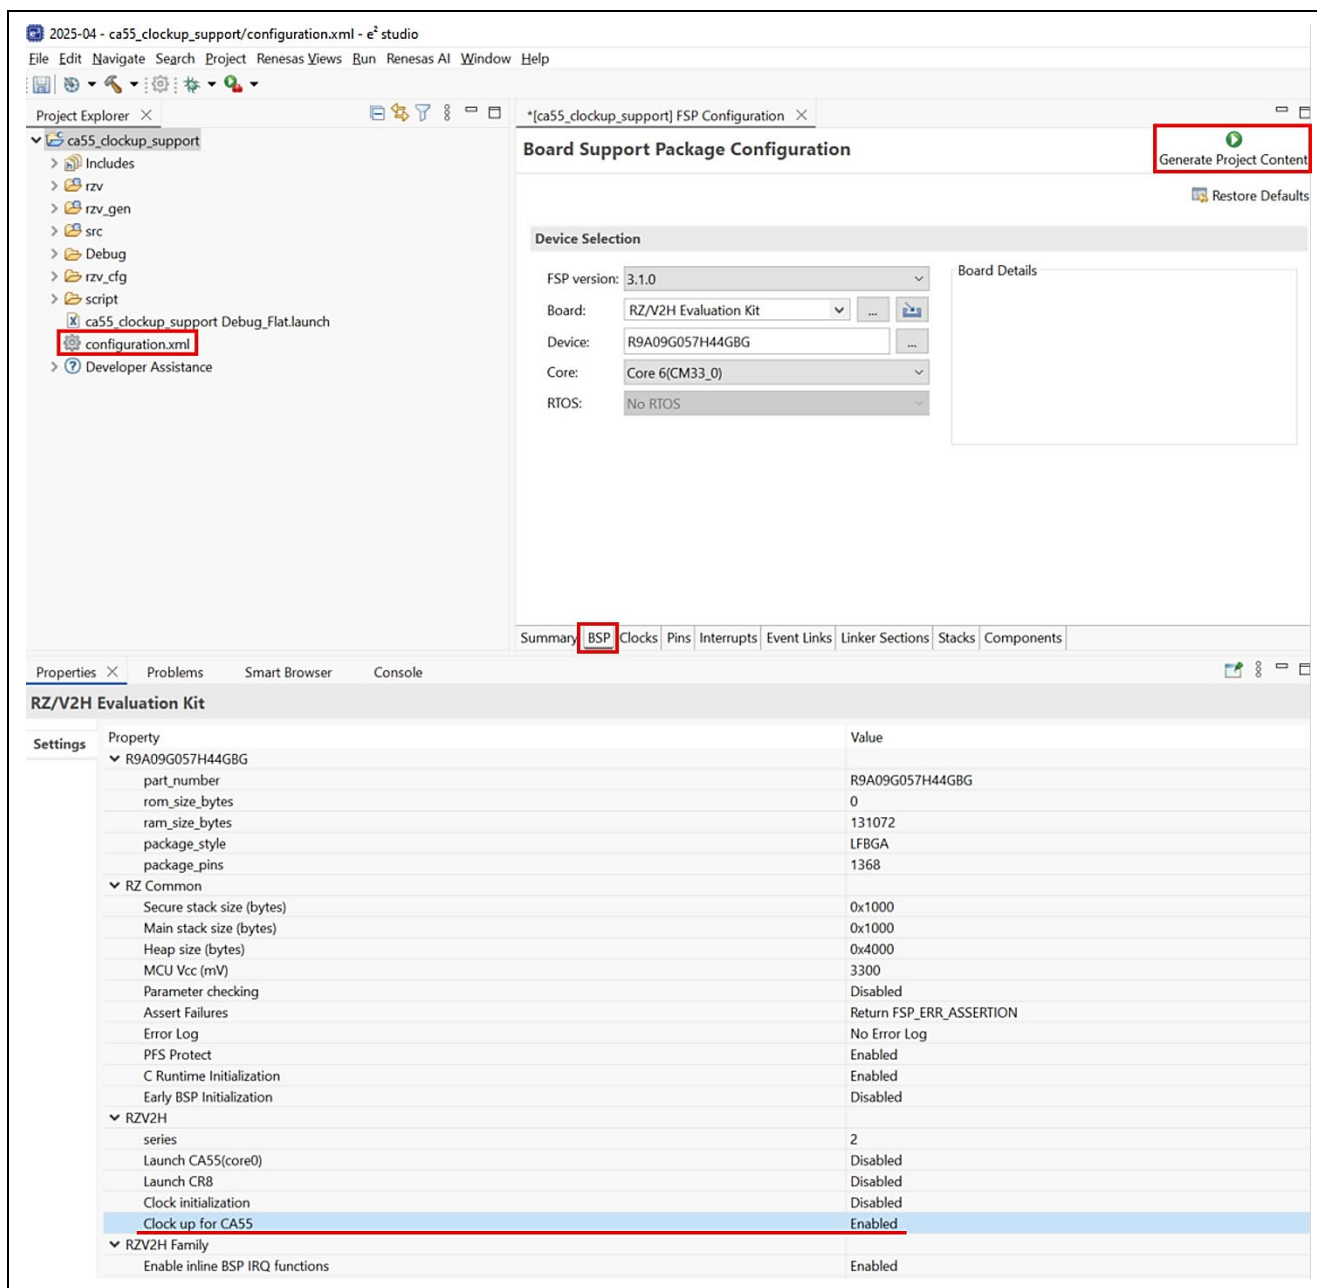 2025-04 - ca55_clockup_support/configuration.xml - e² studio
File Edit Navigate Search Project Renesas Views Run Renesas AI Window Help
Project Explorer
ca55_clockup_support
Includes
rzv
rzv_gen
src
Debug
rzv_cfg
script
ca55_clockup_support Debug_Flat.launch
configuration.xml
Developer Assistance
*[ca55_clockup_support] FSP Configuration
Board Support Package Configuration
Generate Project Content
Restore Defaults
Device Selection
FSP version: 3.1.0
Board: RZ/V2H Evaluation Kit ...
Device: R9A09G057H44GBG ...
Core: Core 6(CM33_0)
RTOS: No RTOS
Board Details
Summary BSP Clocks Pins Interrupts Event Links Linker Sections Stacks Components
Properties Problems Smart Browser Console
RZ/V2H Evaluation Kit
Settings
Property Value
R9A09G057H44GBG
part_number R9A09G057H44GBG
rom_size_bytes 0
ram_size_bytes 131072
package_style LFBGA
package_pins 1368
RZ Common
Secure stack size (bytes) 0x1000
Main stack size (bytes) 0x1000
Heap size (bytes) 0x4000
MCU Vcc (mV) 3300
Parameter checking Disabled
Assert Failures Return FSP_ERR_ASSERTION
Error Log No Error Log
PFS Protect Enabled
C Runtime Initialization Enabled
Early BSP Initialization Disabled
RZV2H
series 2
Launch CA55(core0) Disabled
Launch CR8 Disabled
Clock initialization Disabled
Clock up for CA55 Enabled
RZV2H Family
Enable inline BSP IRQ functions Enabled